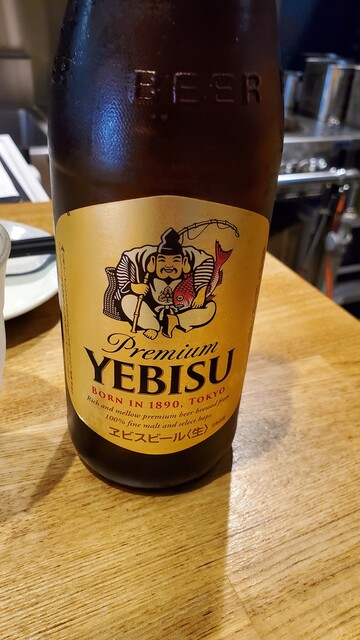 BEER
Premium
YEBISU
BORN IN 1890, TOKYO
Rich and mellow premium beer brewed from
100% fine malt and select hops
ヱビスビール〈生〉